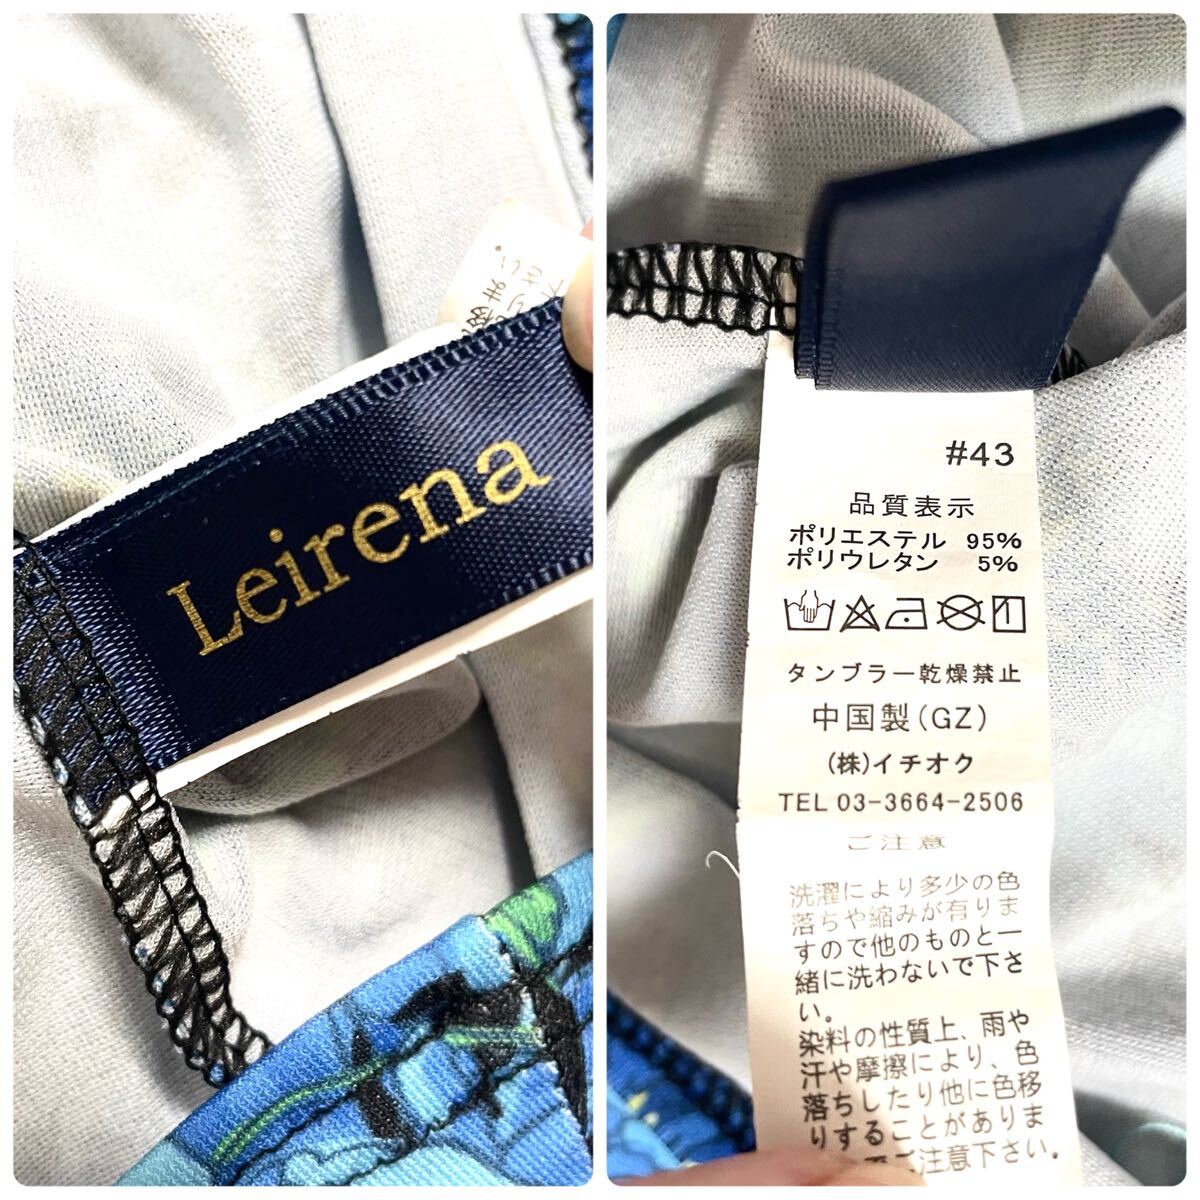 Leirena
#43
品質表示
ポリエステル 95%
ポリウレタン 5%
タンブラー乾燥禁止
中国製(GZ)
(株)イチオク
TEL 03-3664-2506
ご注意
洗濯により多少の色
落ちや縮みが有りま
すので他のものと一
緒に洗わないで下さ
い。
染料の性質上、雨や
汗や摩擦により、色
落ちしたり他に色移
りすることがありま
でご注意下さい。